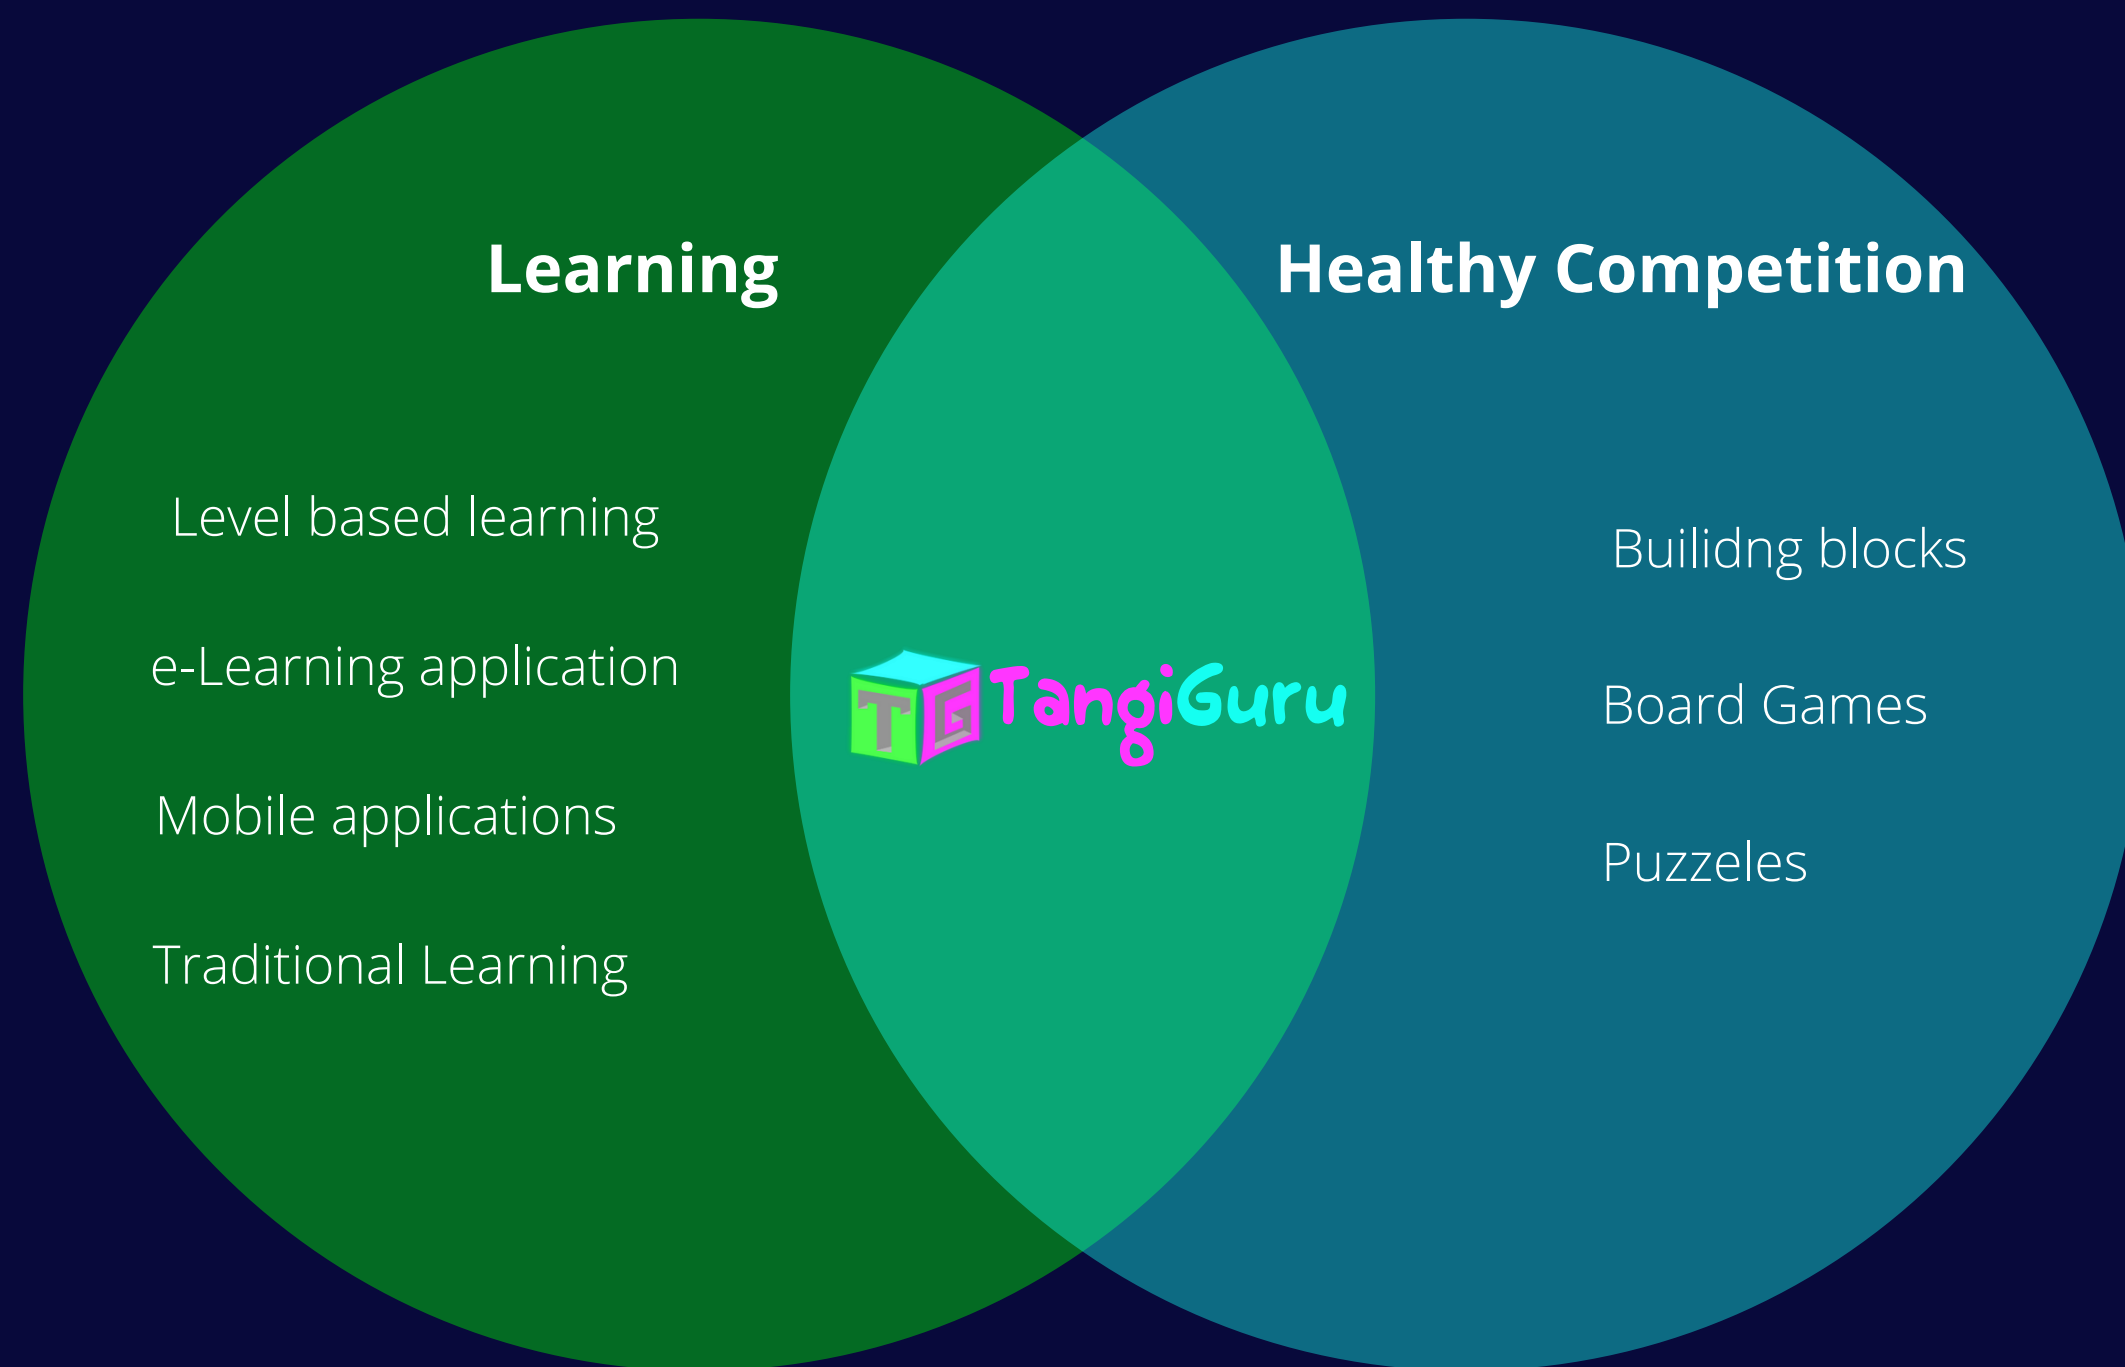 Learning
Healthy Competition
Level based learning
e-Learning application
Mobile applications
Traditional Learning
TG TangiGuru
Builidng blocks
Board Games
Puzzeles